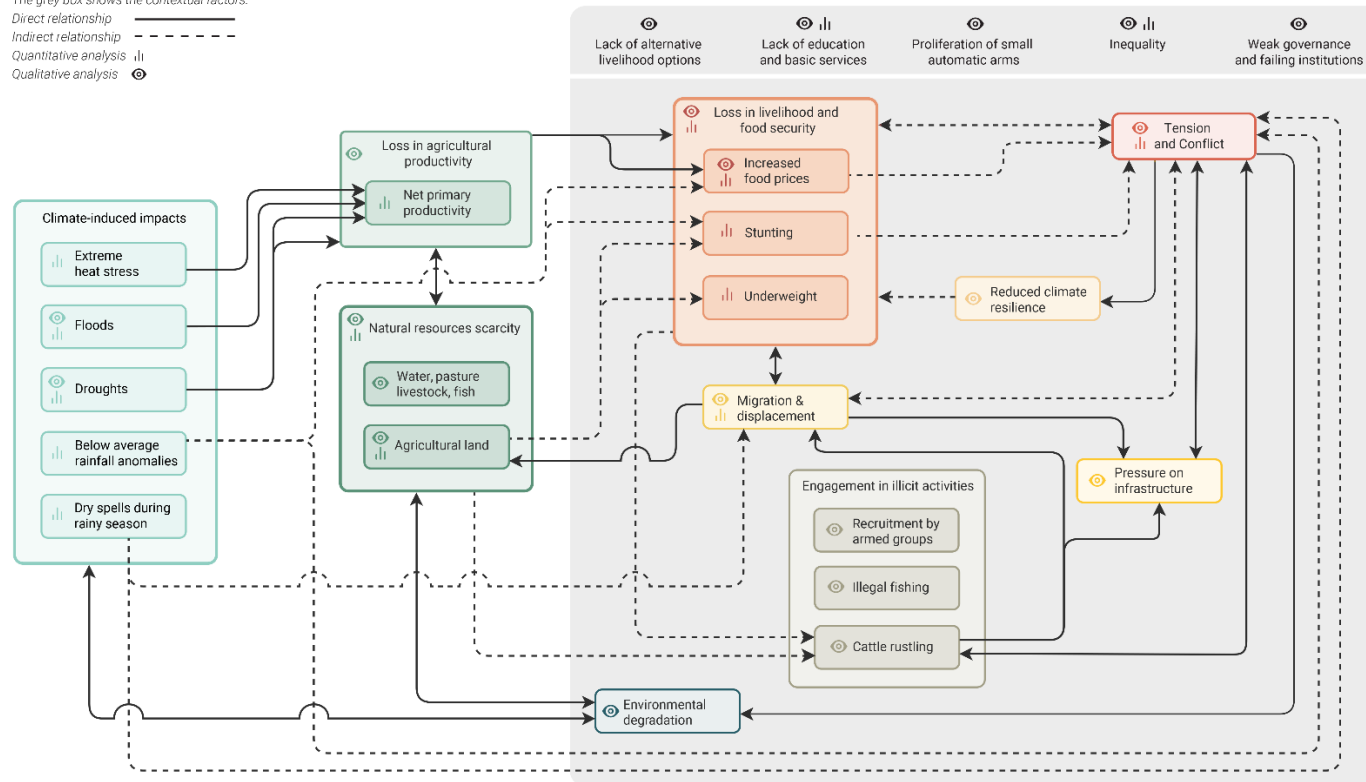 The grey box shows the contextual factors.
Direct relationship
Indirect relationship
Quantitative analysis
Qualitative analysis
Lack of alternative
livelihood options
Lack of education
and basic services
Proliferation of small
automatic arms
Inequality
Weak governance
and failing institutions
Climate-induced impacts
Extreme
heat stress
Floods
Droughts
Below average
rainfall anomalies
Dry spells during
rainy season
Loss in agricultural
productivity
Net primary
productivity
Natural resources scarcity
Water, pasture
livestock, fish
Agricultural land
Loss in livelihood and
food security
Increased
food prices
Stunting
Underweight
Tension
and Conflict
Reduced climate
resilience
Migration &
displacement
Pressure on
infrastructure
Engagement in illicit activities
Recruitment by
armed groups
Illegal fishing
Cattle rustling
Environmental
degradation